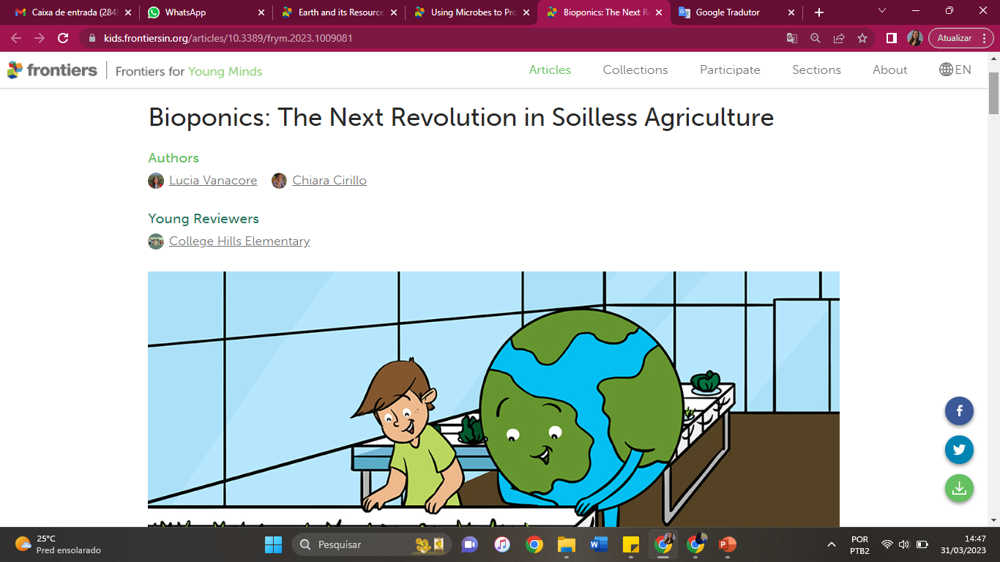 Caixa de entrada (284)
WhatsApp
Earth and its Resource
Using Microbes to Pro
Bioponics: The Next R
Google Tradutor
kids.frontiersin.org/articles/10.3389/frym.2023.1009081
Atualizar
frontiers
Frontiers for Young Minds
Articles
Collections
Participate
Sections
About
EN
Bioponics: The Next Revolution in Soilless Agriculture
Authors
Lucia Vanacore
Chiara Cirillo
Young Reviewers
College Hills Elementary
25°C
Pred ensolarado
Pesquisar
POR
PTB2
14:47
31/03/2023